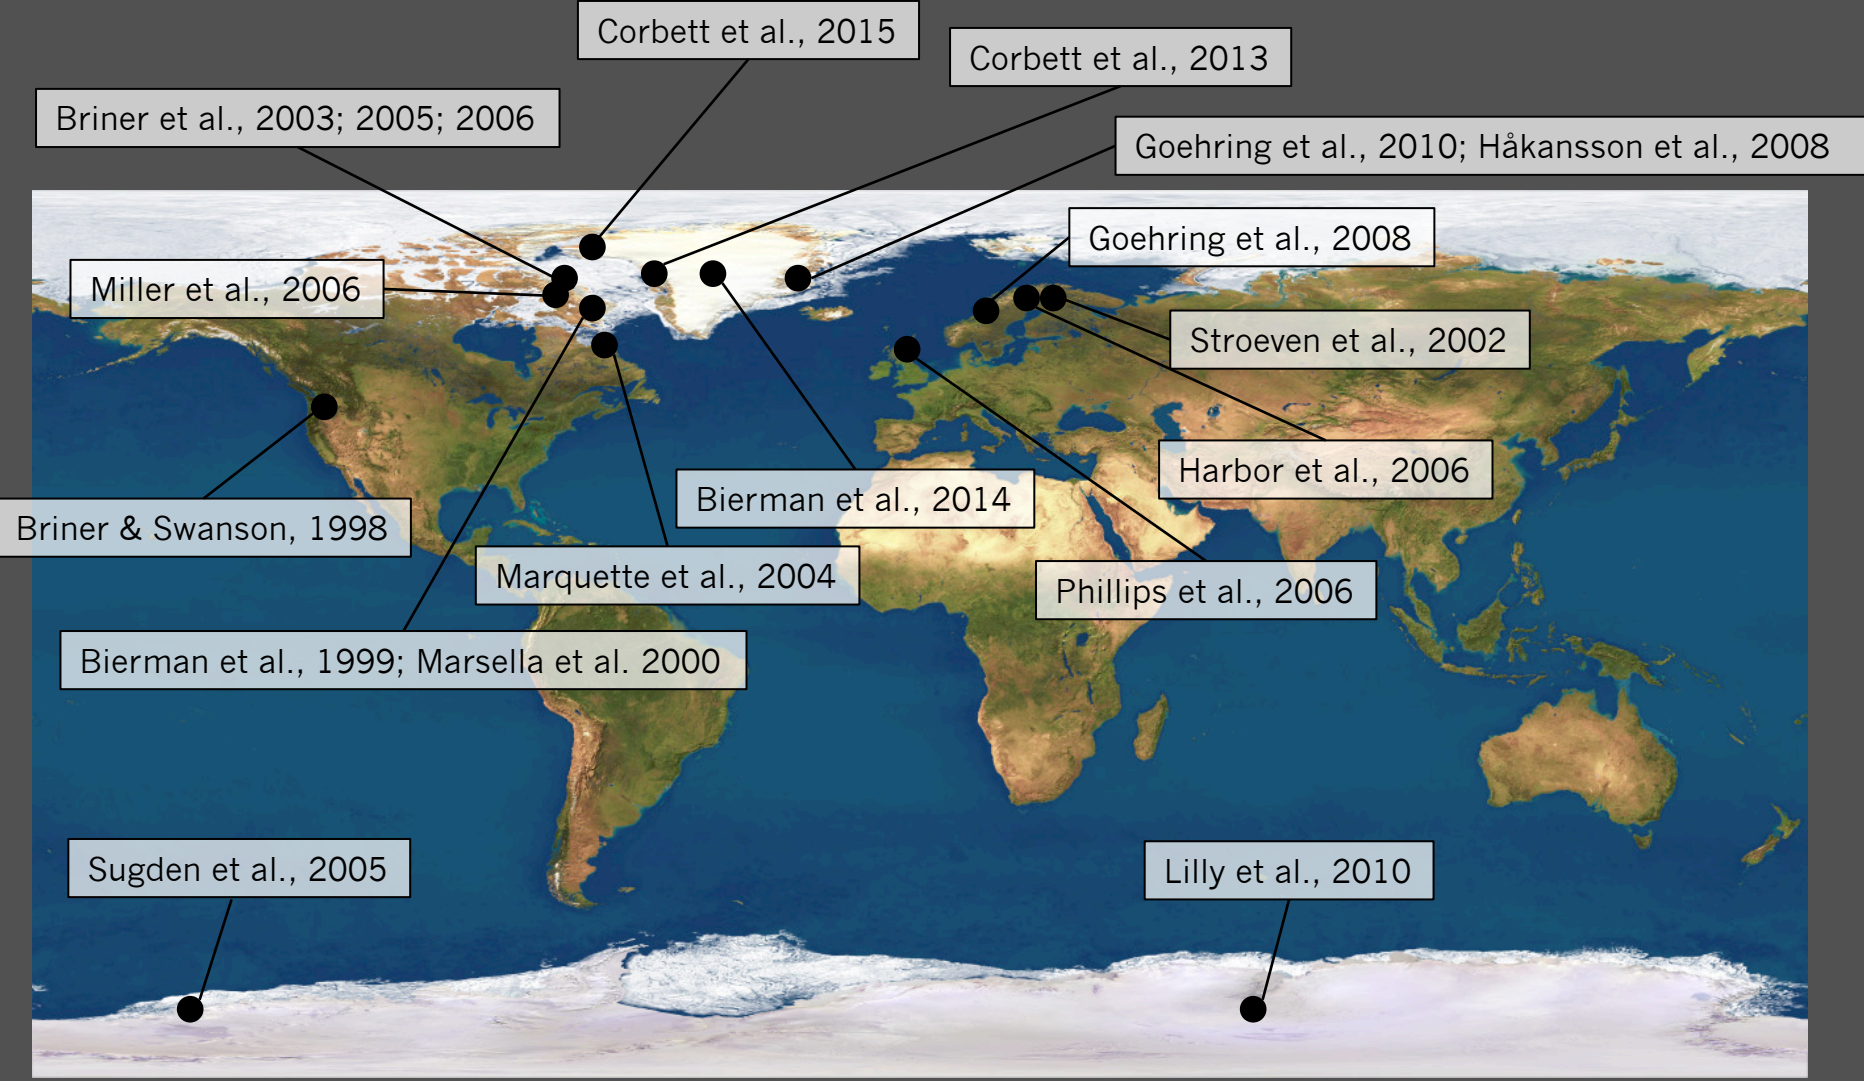 Corbett et al., 2015
Corbett et al., 2013
Briner et al., 2003; 2005; 2006
Goehring et al., 2010; Håkansson et al., 2008
Goehring et al., 2008
Miller et al., 2006
Stroeven et al., 2002
Harbor et al., 2006
Bierman et al., 2014
Briner & Swanson, 1998
Marquette et al., 2004
Phillips et al., 2006
Bierman et al., 1999; Marsella et al. 2000
Sugden et al., 2005
Lilly et al., 2010